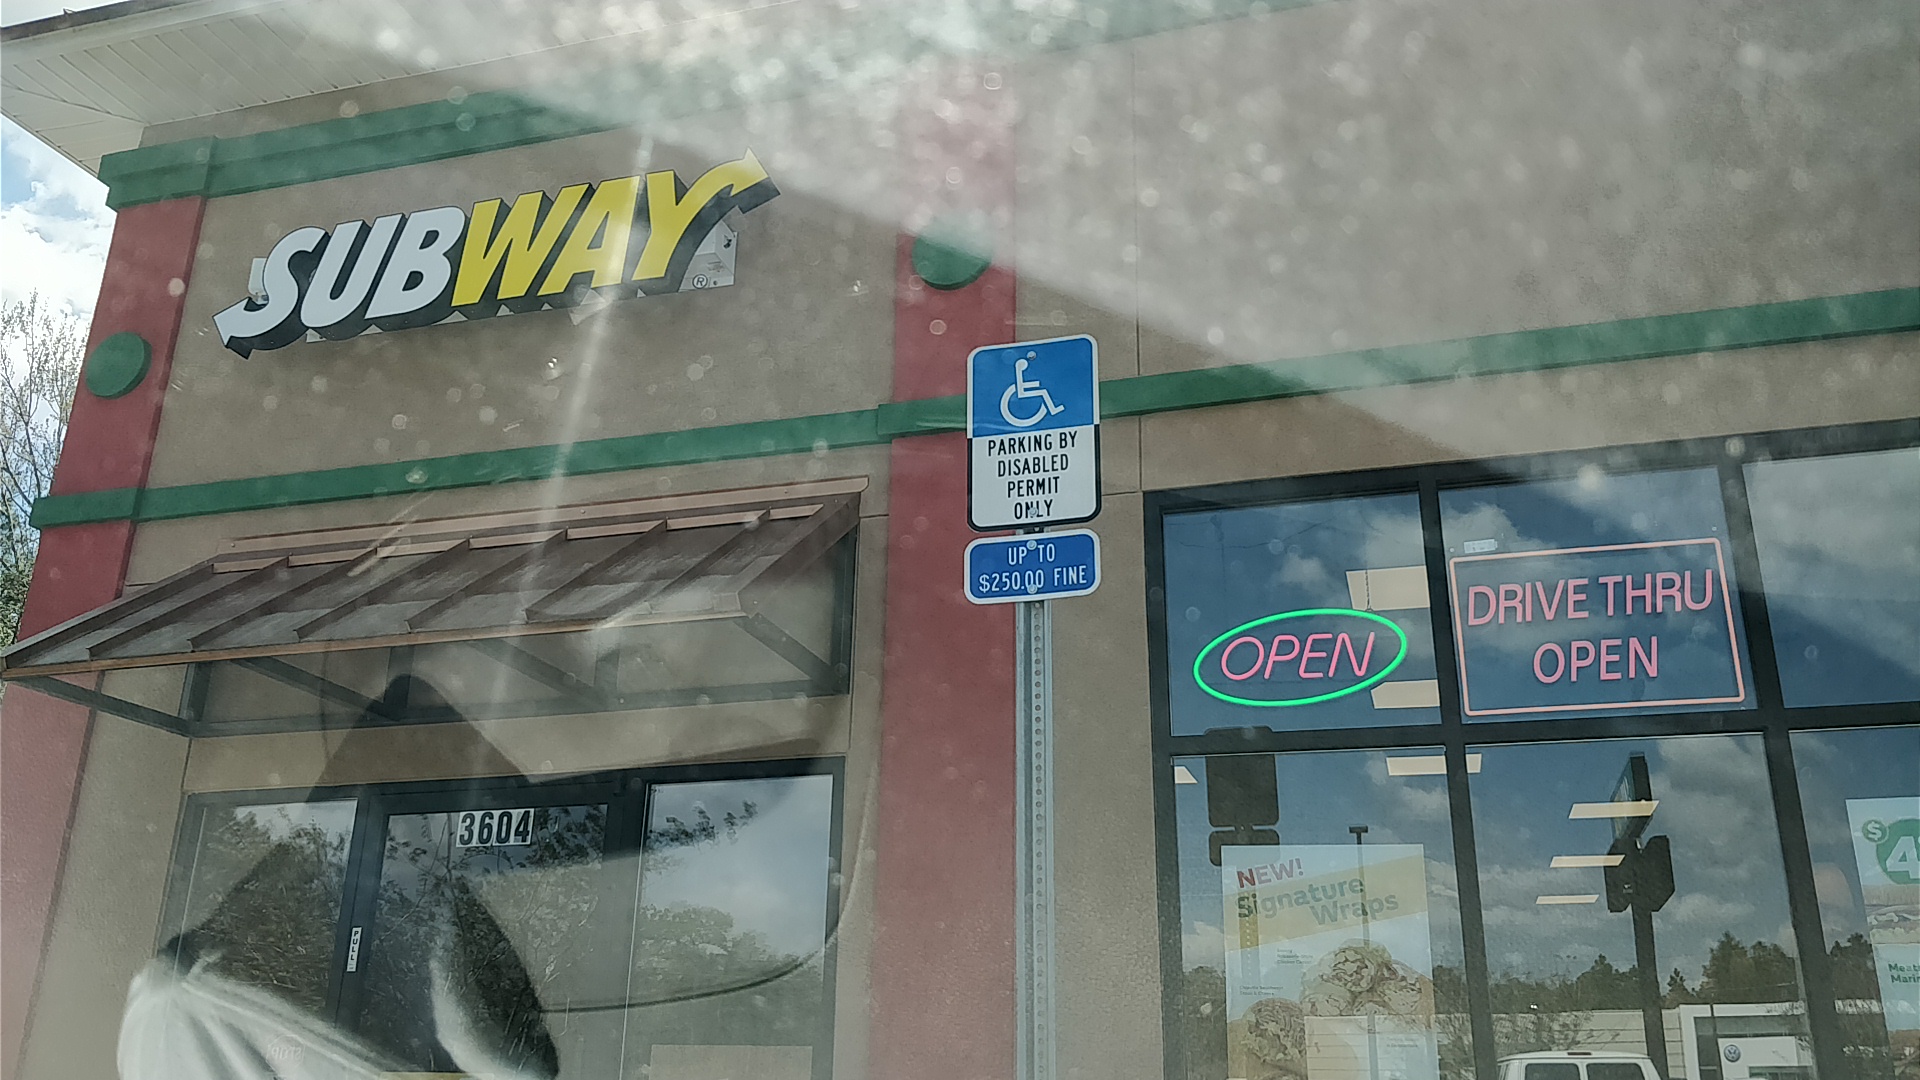 SUBWAY
®
PARKING BY
DISABLED
PERMIT
ONLY
UP TO
$250.00 FINE
OPEN
DRIVE THRU
OPEN
3604
PULL
NEW!
Signature
Wraps
$4